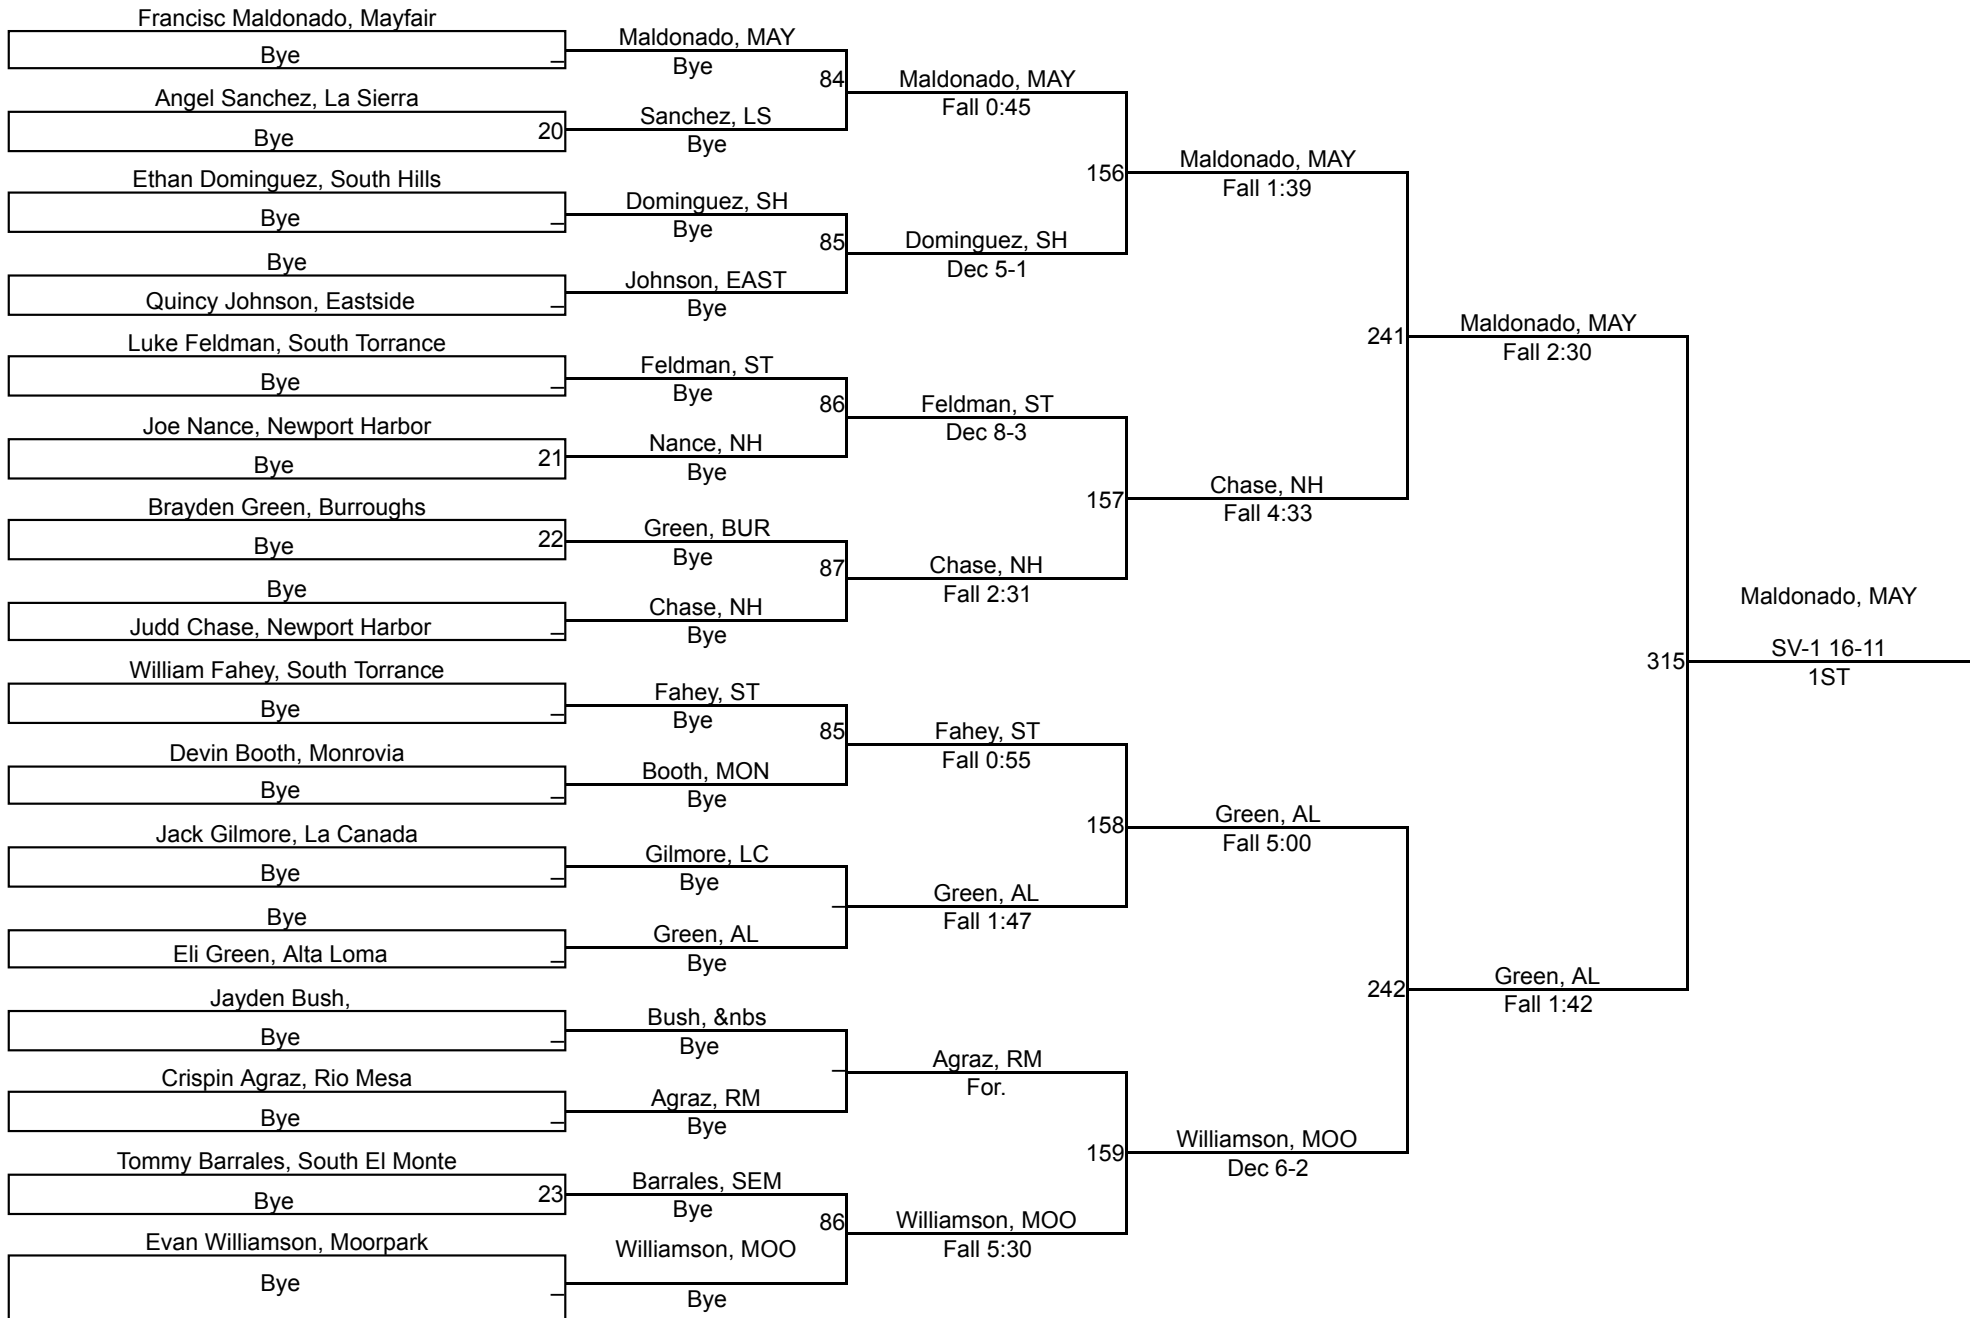 Francisc Maldonado, Mayfair
Bye
_
Angel Sanchez, La Sierra
Bye
20
Ethan Dominguez, South Hills
Bye
_
Bye
Quincy Johnson, Eastside
_
Luke Feldman, South Torrance
Bye
_
Joe Nance, Newport Harbor
Bye
21
Brayden Green, Burroughs
Bye
22
Bye
Judd Chase, Newport Harbor
_
William Fahey, South Torrance
Bye
_
Devin Booth, Monrovia
Bye
_
Jack Gilmore, La Canada
Bye
_
Bye
Eli Green, Alta Loma
_
Jayden Bush,
Bye
_
Crispin Agraz, Rio Mesa
Bye
_
Tommy Barrales, South El Monte
Bye
23
Evan Williamson, Moorpark
Bye
_
Maldonado, MAY
Bye
84
Sanchez, LS
Bye
Dominguez, SH
Bye
85
Johnson, EAST
Bye
Feldman, ST
Bye
86
Nance, NH
Bye
Green, BUR
Bye
87
Chase, NH
Bye
Fahey, ST
Bye
85
Booth, MON
Bye
Gilmore, LC
Bye
_
Green, AL
Bye
Bush, &nbs
Bye
_
Agraz, RM
Bye
Barrales, SEM
Bye
86
Williamson, MOO
Bye
Maldonado, MAY
Fall 0:45
156
Dominguez, SH
Dec 5-1
Feldman, ST
Dec 8-3
157
Chase, NH
Fall 2:31
Fahey, ST
Fall 0:55
158
Green, AL
Fall 1:47
Agraz, RM
For.
159
Williamson, MOO
Fall 5:30
Maldonado, MAY
Fall 1:39
241
Chase, NH
Fall 4:33
Green, AL
Fall 5:00
242
Williamson, MOO
Dec 6-2
Maldonado, MAY
Fall 2:30
315
Green, AL
Fall 1:42
Maldonado, MAY
SV-1 16-11
1ST